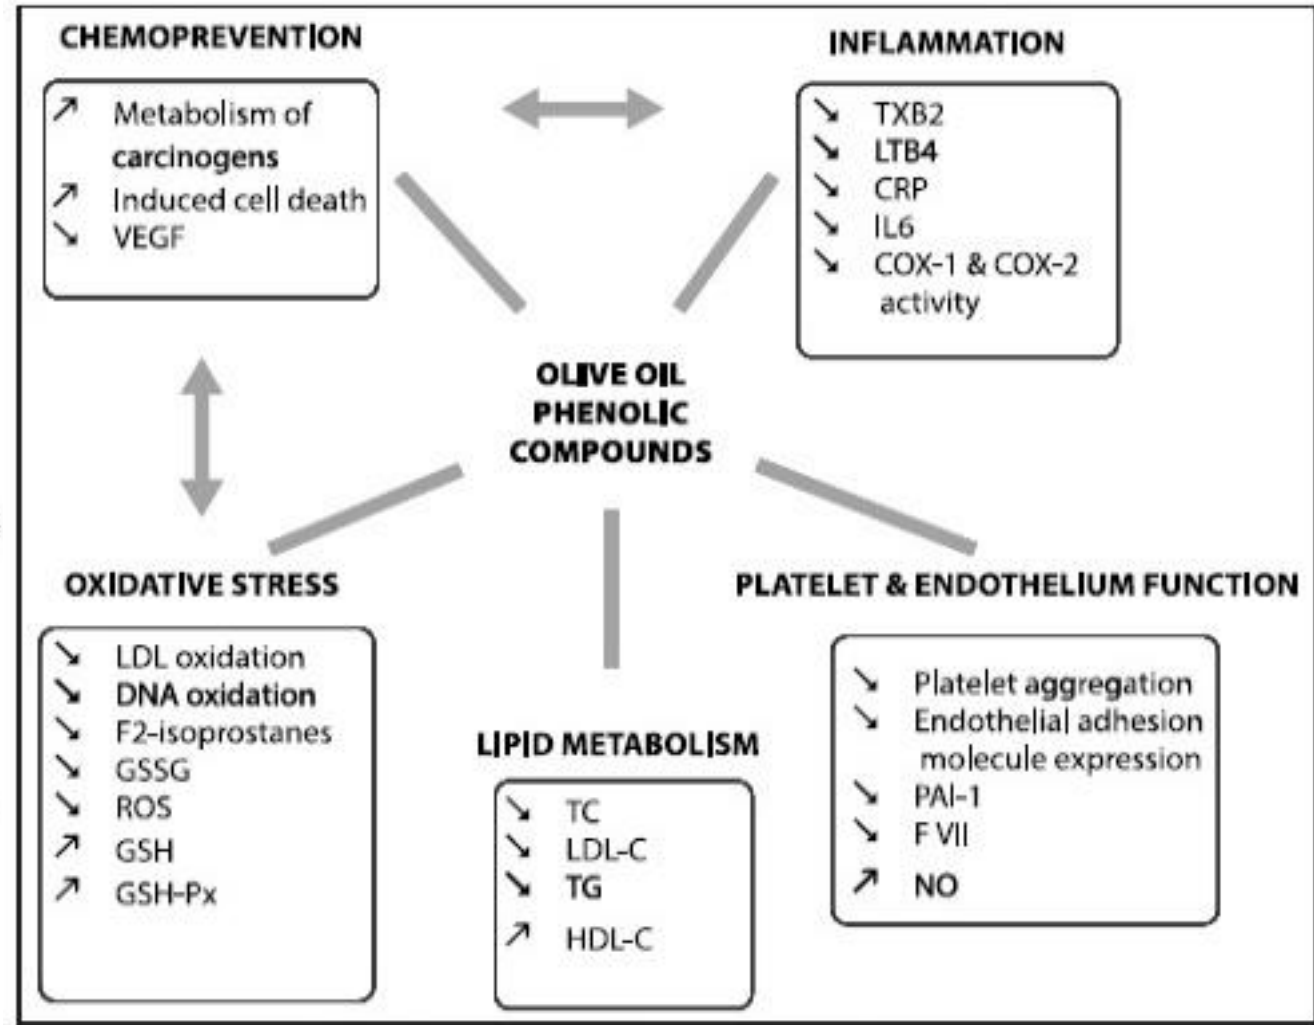 CHEMOPREVENTION
↗ Metabolism of
carcinogens
↗ Induced cell death
↘ VEGF
INFLAMMATION
↘ TXB2
↘ LTB4
↘ CRP
↘ IL6
↘ COX-1 & COX-2
activity
OLIVE OIL
PHENOLIC
COMPOUNDS
OXIDATIVE STRESS
↘ LDL oxidation
↘ DNA oxidation
↘ F2-isoprostanes
↘ GSSG
↘ ROS
↗ GSH
↗ GSH-Px
LIPID METABOLISM
↘ TC
↘ LDL-C
↘ TG
↗ HDL-C
PLATELET & ENDOTHELIUM FUNCTION
↘ Platelet aggregation
↘ Endothelial adhesion
molecule expression
↘ PAI-1
↘ F VII
↗ NO